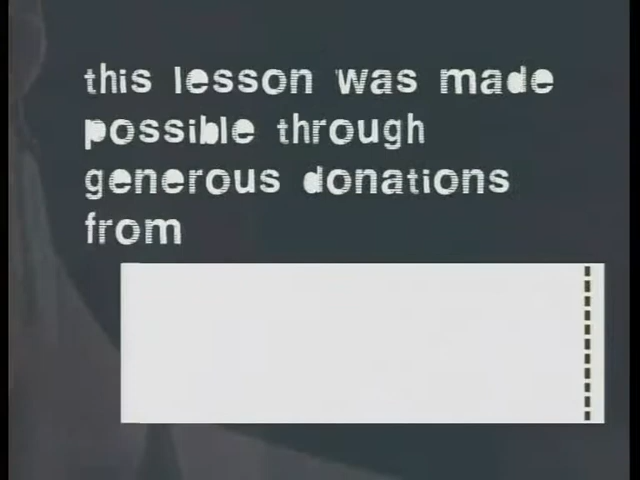 this lesson was made
possible through
generous donations
from